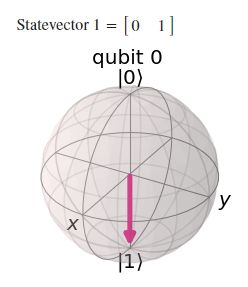 Statevector 1 = [0 1]
qubit 0
|0⟩
x
y
|1⟩